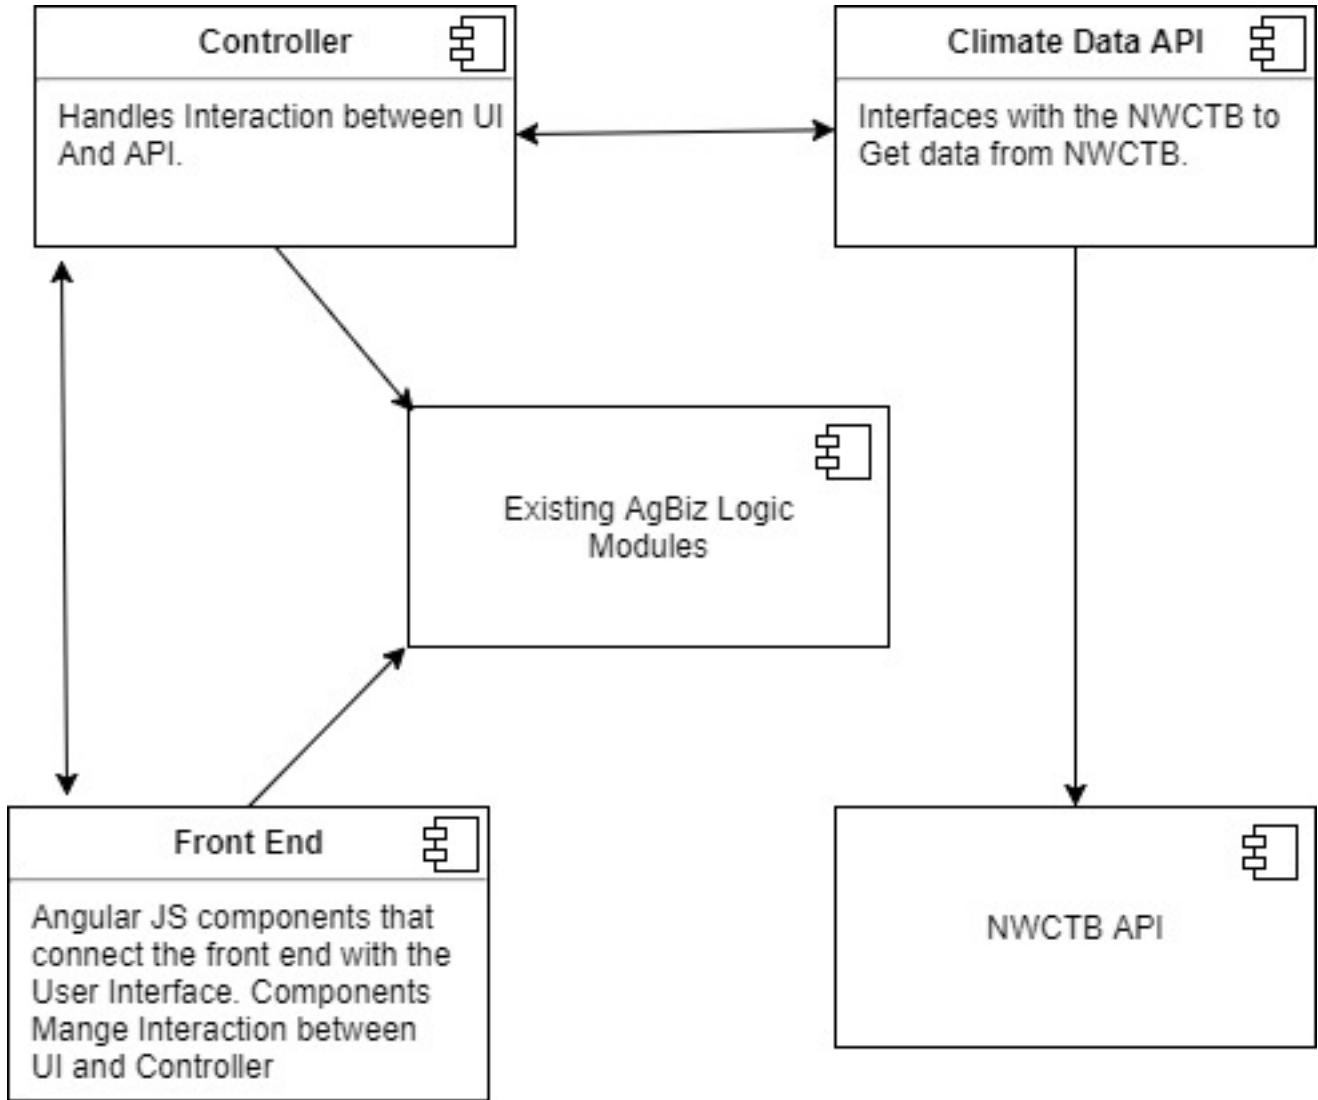 Controller
Handles Interaction between UI
And API.
Climate Data API
Interfaces with the NWCTB to
Get data from NWCTB.
Existing AgBiz Logic
Modules
Front End
Angular JS components that
connect the front end with the
User Interface. Components
Mange Interaction between
UI and Controller
NWCTB API